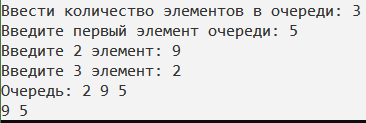 Ввести количество элементов в очереди: 3
Введите первый элемент очереди: 5
Введите 2 элемент: 9
Введите 3 элемент: 2
Очередь: 2 9 5
9 5